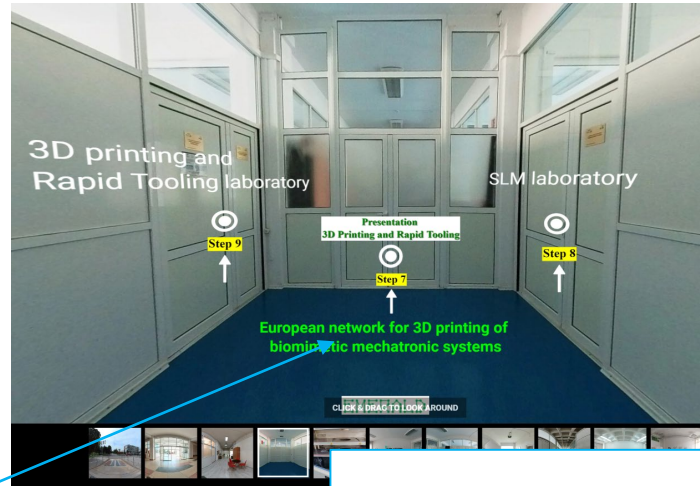 3D printing and
Rapid Tooling laboratory
SLM laboratory
Presentation
3D Printing and Rapid Tooling
Step 9
Step 7
Step 8
European network for 3D printing of
biomimetic mechatronic systems
EMERALD
CLICK & DRAG TO LOOK AROUND